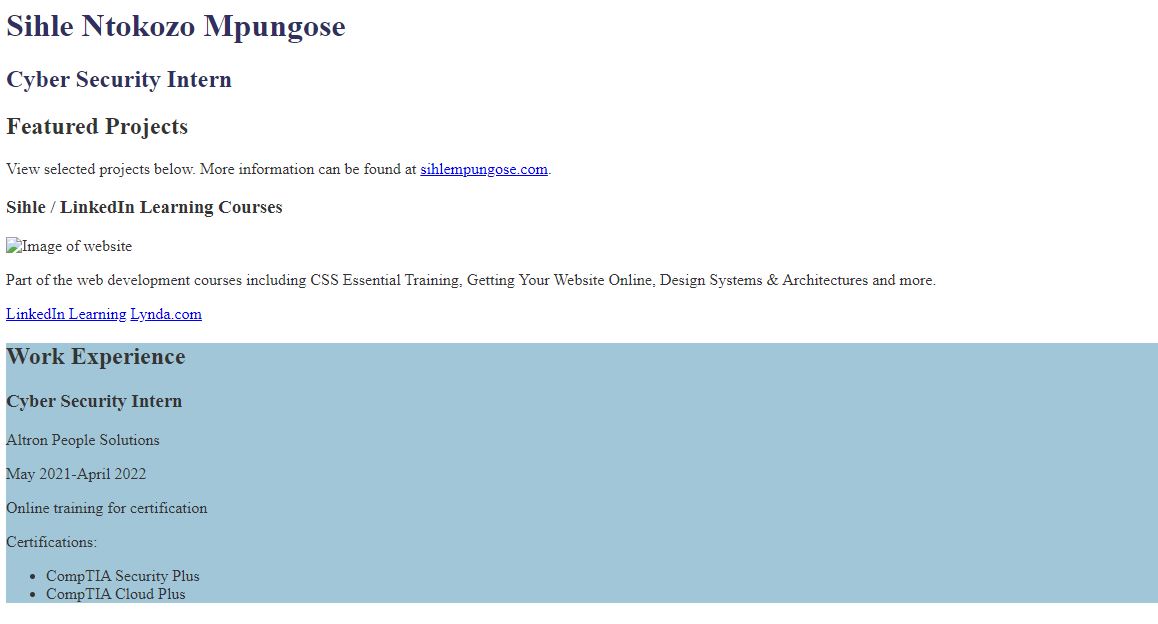 Sihle Ntokozo Mpungose
Cyber Security Intern
Featured Projects
View selected projects below. More information can be found at sihlempungose.com.
Sihle / LinkedIn Learning Courses
Image of website
Part of the web development courses including CSS Essential Training, Getting Your Website Online, Design Systems & Architectures and more.
LinkedIn Learning Lynda.com
Work Experience
Cyber Security Intern
Altron People Solutions
May 2021-April 2022
Online training for certification
Certifications:
• CompTIA Security Plus
• CompTIA Cloud Plus